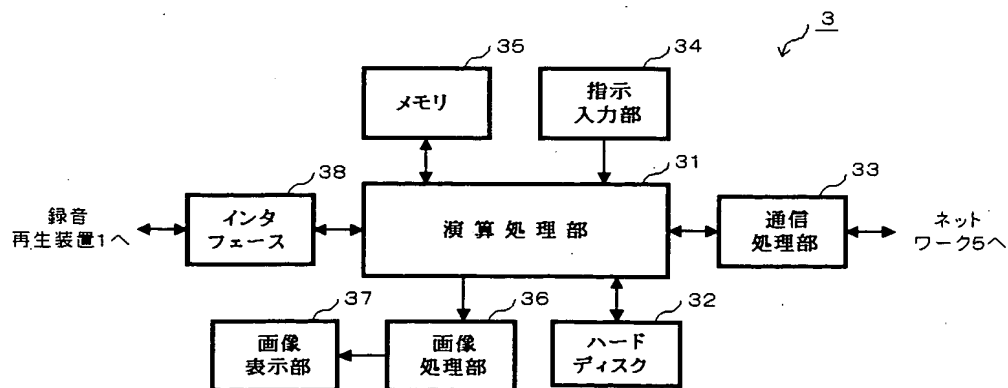 3
35
34
メモリ
指示
入力部
38
31
33
録音
再生装置1へ
インタ
フェース
演算処理部
通信
処理部
ネット
ワーク5へ
37
36
32
画像
表示部
画像
処理部
ハード
ディスク